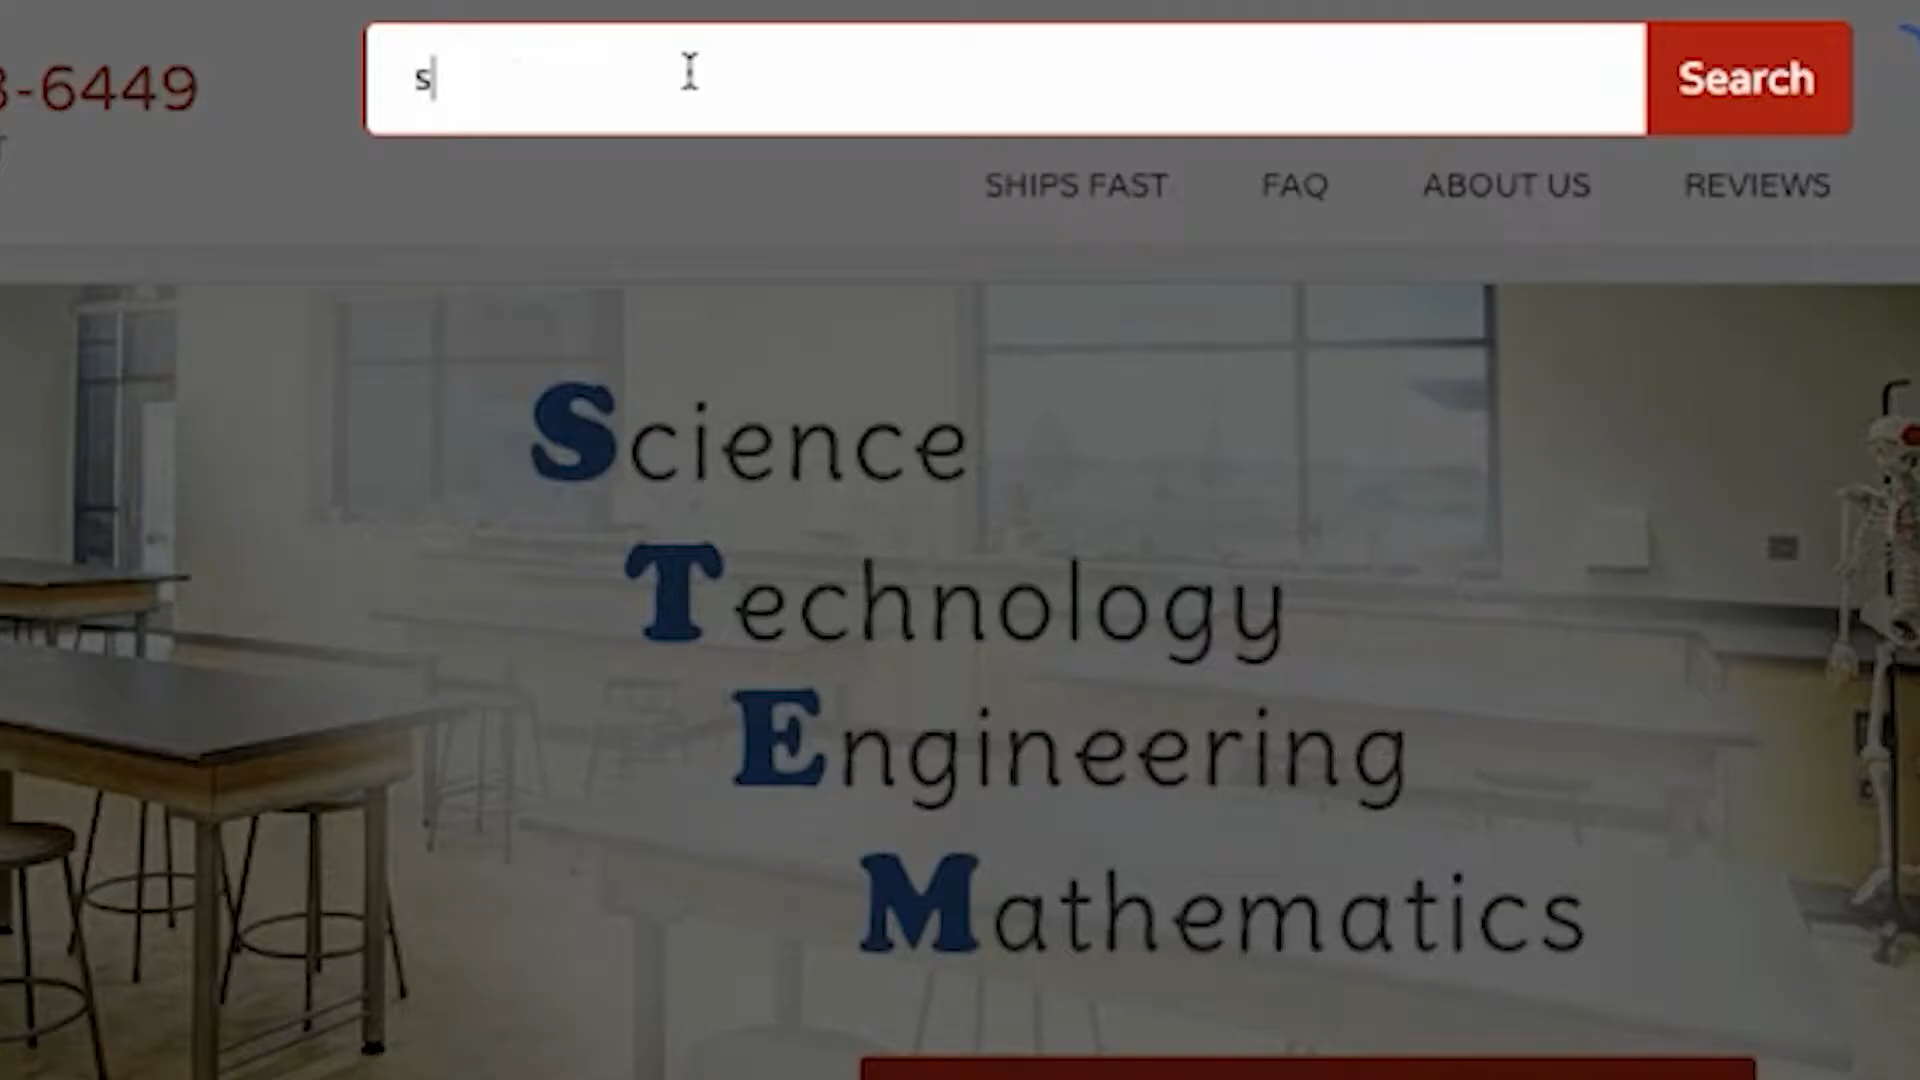 s
Search
-6449
SHIPS FAST FAQ ABOUT US REVIEWS
Science
Technology
Engineering
Mathematics